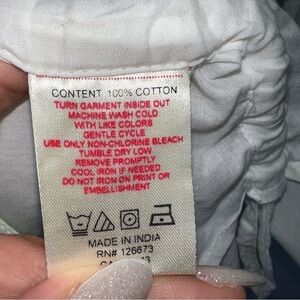 CONTENT 100% COTTON
TURN GARMENT INSIDE OUT
MACHINE WASH COLD
WITH LIKE COLORS
GENTLE CYCLE
USE ONLY NON-CHLORINE BLEACH
TUMBLE DRY LOW
REMOVE PROMPTLY
COOL IRON IF NEEDED
DO NOT IRON ON PRINT OR
EMBELLISHMENT
MADE IN INDIA
RN# 126673